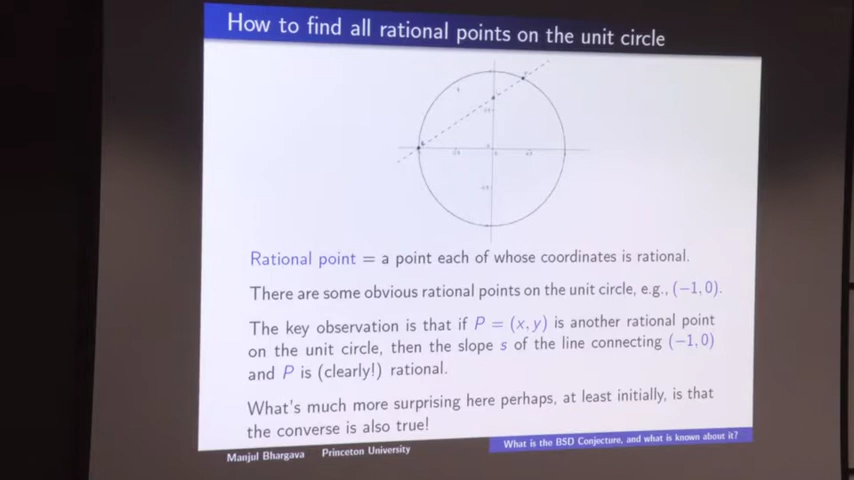 How to find all rational points on the unit circle
Rational point = a point each of whose coordinates is rational.
There are some obvious rational points on the unit circle, e.g., (−1, 0).
The key observation is that if P = (x, y) is another rational point
on the unit circle, then the slope s of the line connecting (−1, 0)
and P is (clearly!) rational.
What's much more surprising here perhaps, at least initially, is that
the converse is also true!
Manjul Bhargava Princeton University
What is the BSD Conjecture, and what is known about it?